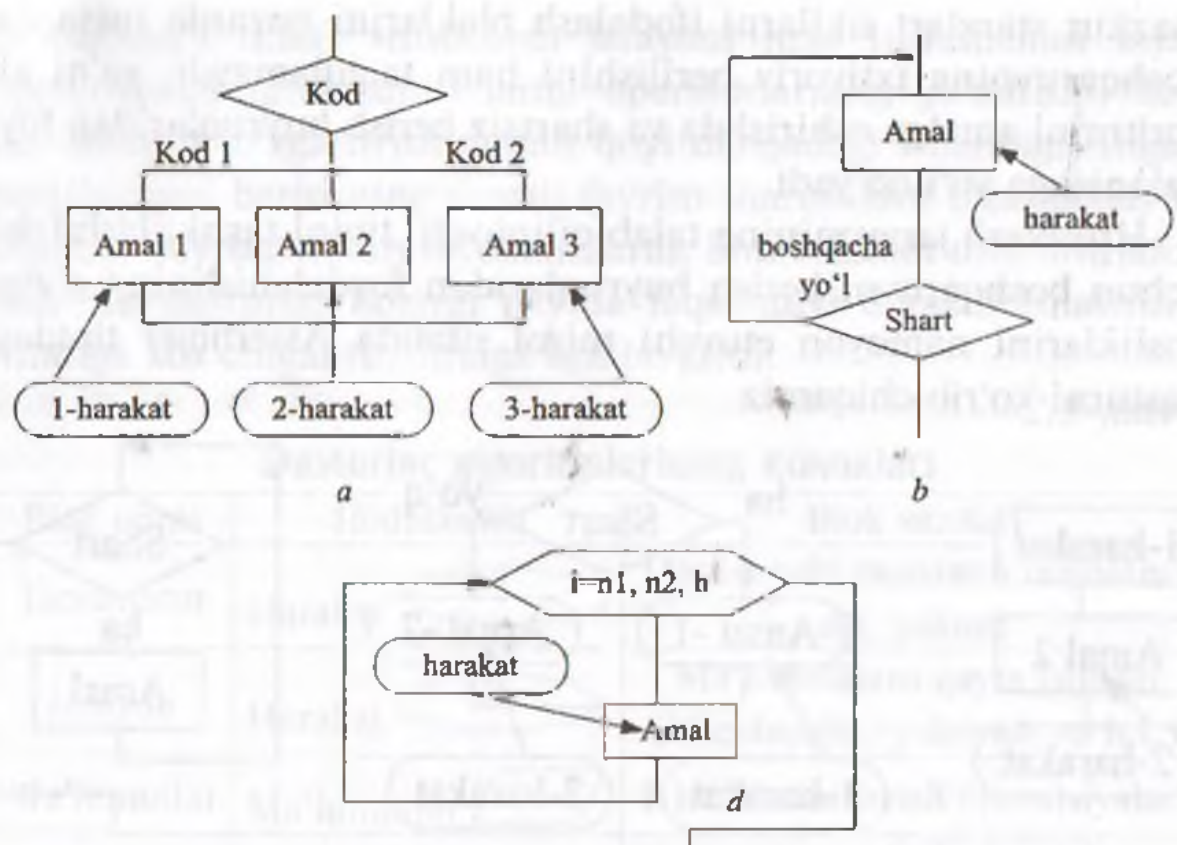 Kod
Kod 1
Kod 2
Amal 1
Amal 2
Amal 3
1-harakat
2-harakat
3-harakat
a
Amal
barakat
boshqacha
yo‘l
Shart
b
i=n1, n2, h
harakat
Amal
d